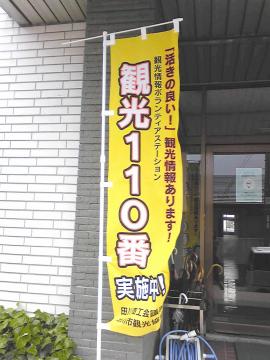 「活きの良い！」観光情報あります！
観光情報ボランティアステーション
観光110番
実施中！